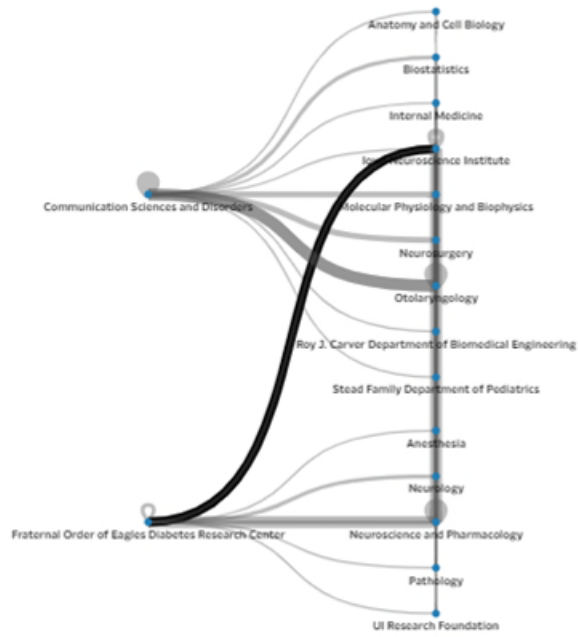 Anatomy and Cell Biology
Biostatistics
Internal Medicine
Iowa Neuroscience Institute
Communication Sciences and Disorders
Molecular Physiology and Biophysics
Neurosurgery
Otolaryngology
Roy J. Carver Department of Biomedical Engineering
Stead Family Department of Pediatrics
Anesthesia
Neurology
Fraternal Order of Eagles Diabetes Research Center
Neuroscience and Pharmacology
Pathology
UI Research Foundation